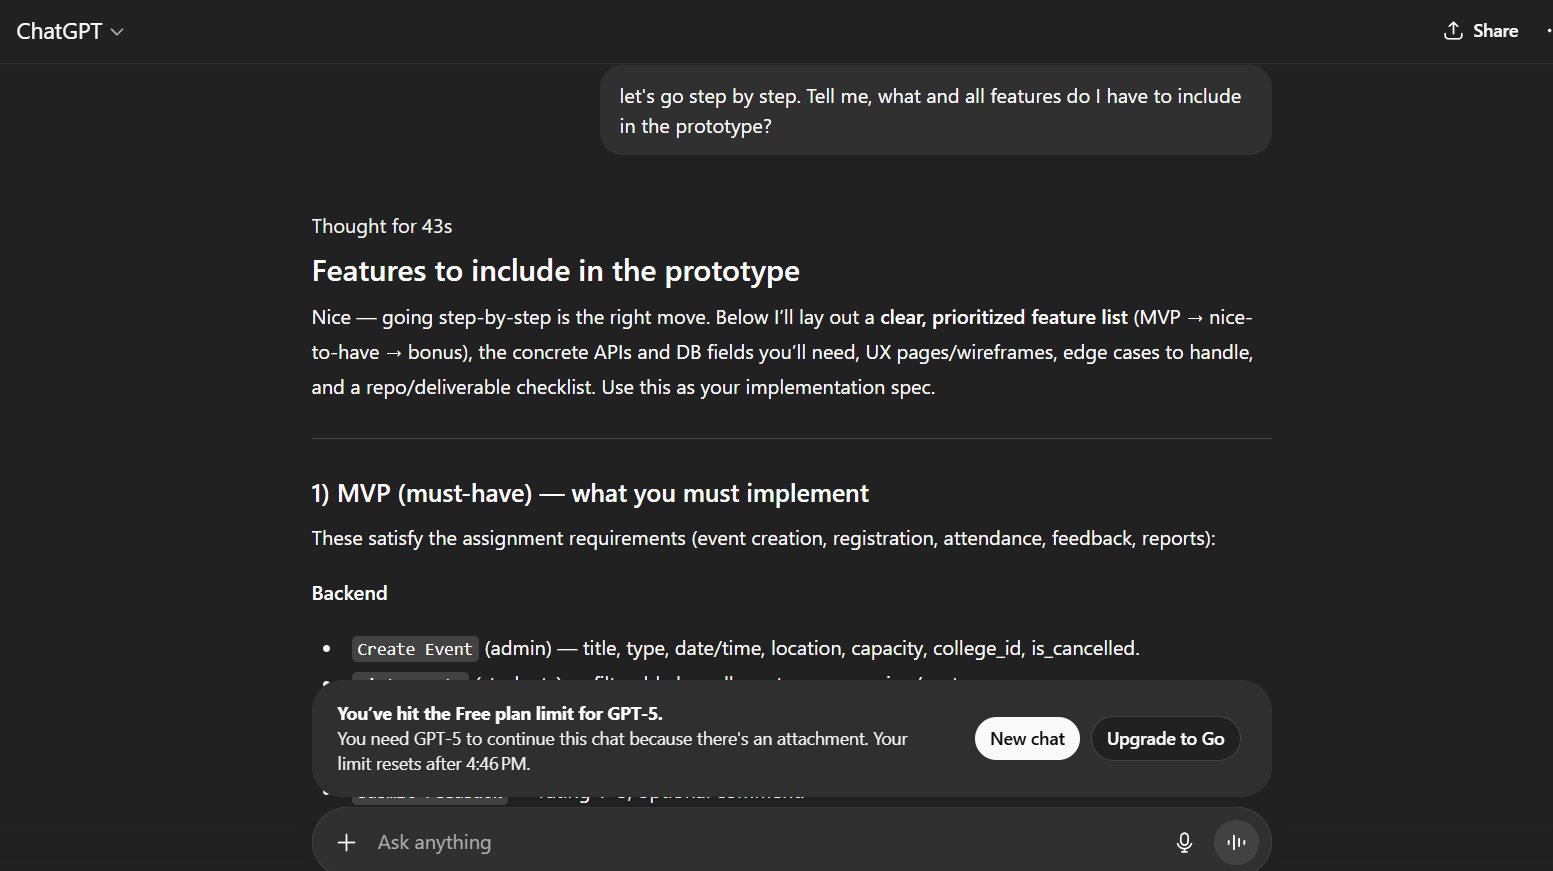 ChatGPT
Share
let's go step by step. Tell me, what and all features do I have to include
in the prototype?
Thought for 43s
Features to include in the prototype
Nice — going step-by-step is the right move. Below I’ll lay out a clear, prioritized feature list (MVP → nice-
to-have → bonus), the concrete APIs and DB fields you’ll need, UX pages/wireframes, edge cases to handle,
and a repo/deliverable checklist. Use this as your implementation spec.
1) MVP (must-have) — what you must implement
These satisfy the assignment requirements (event creation, registration, attendance, feedback, reports):
Backend
• Create Event (admin) — title, type, date/time, location, capacity, college_id, is_cancelled.
You’ve hit the Free plan limit for GPT-5.
You need GPT-5 to continue this chat because there's an attachment. Your
limit resets after 4:46 PM.
New chat
Upgrade to Go
Ask anything